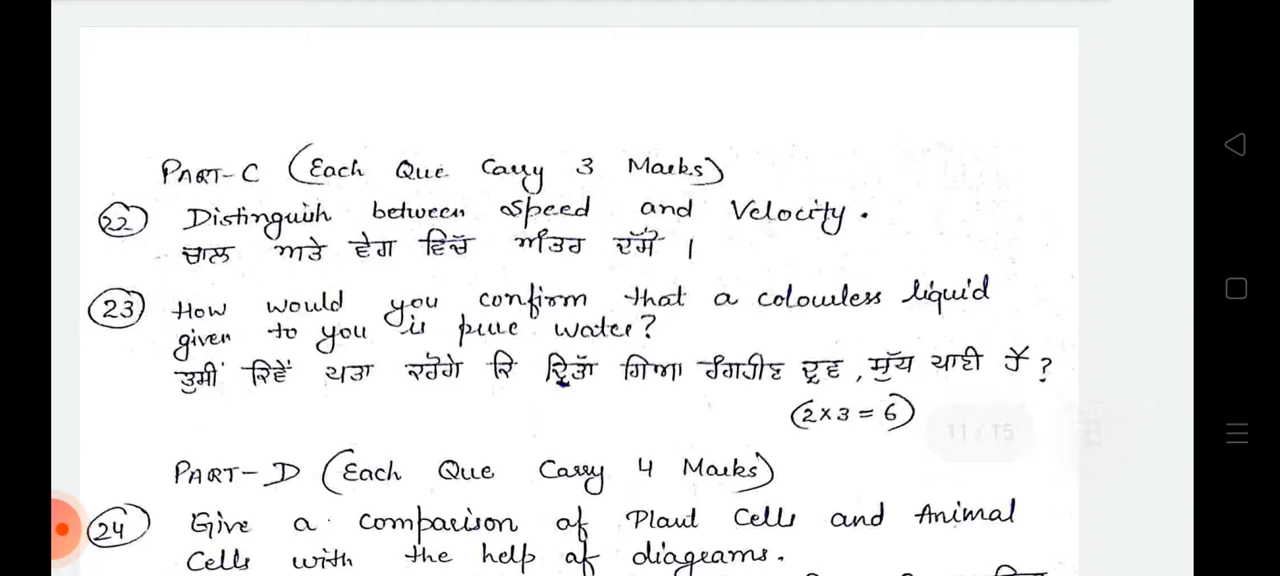 PART-C (Each Que Carry 3 Marks)
22 Distinguish between speed and Velocity.
ਚਾਲ ਅਤੇ ਵੇਗ ਵਿਚੱ ਅੰਤਰ ਦੱਸੋ ।
23 How would you confirm that a colourless liquid
given to you is pure water?
ਤੁਸੀਂ ਕਿਵੇਂ ਪਤਾ ਕਰੋਗੇ ਕਿ ਦਿੱਤਾ ਗਿਆ ਰੰਗਹੀਣ ਦ੍ਰਵ, ਸੁੱਧ ਪਾਣੀ ਹੈ ?
(2×3 = 6)
11 / 15
PART-D (Each Que Carry 4 Marks)
24 Give a comparison of Plant Cells and Animal
Cells with the help of diagrams.